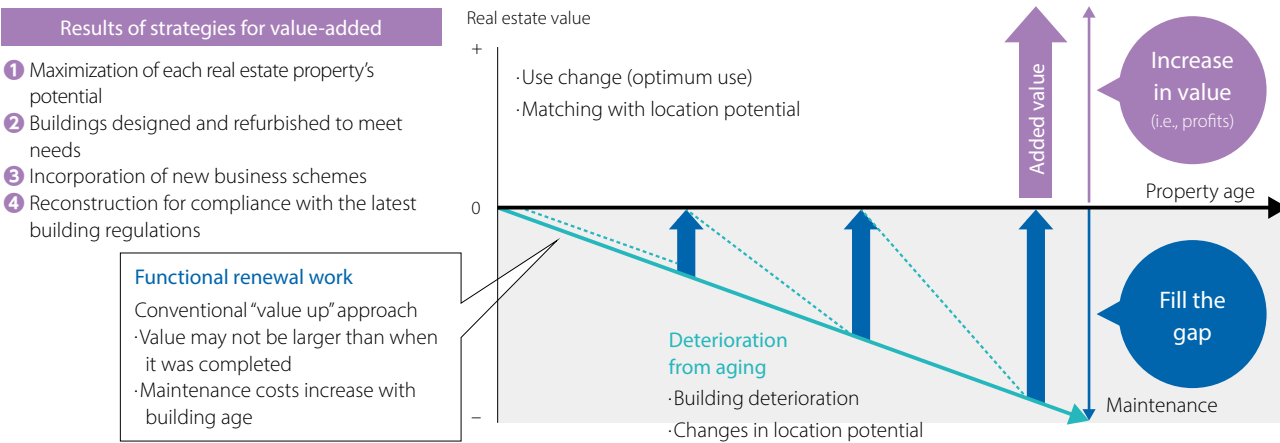 Results of strategies for value-added
1 Maximization of each real estate property's
potential
2 Buildings designed and refurbished to meet
needs
3 Incorporation of new business schemes
4 Reconstruction for compliance with the latest
building regulations
Functional renewal work
Conventional “value up” approach
·Value may not be larger than when
it was completed
·Maintenance costs increase with
building age
Real estate value
+
·Use change (optimum use)
·Matching with location potential
Added value
Increase
in value
(i.e., profits)
Property age
0
Fill the
gap
Deterioration
from aging
·Building deterioration
·Changes in location potential
Maintenance
−